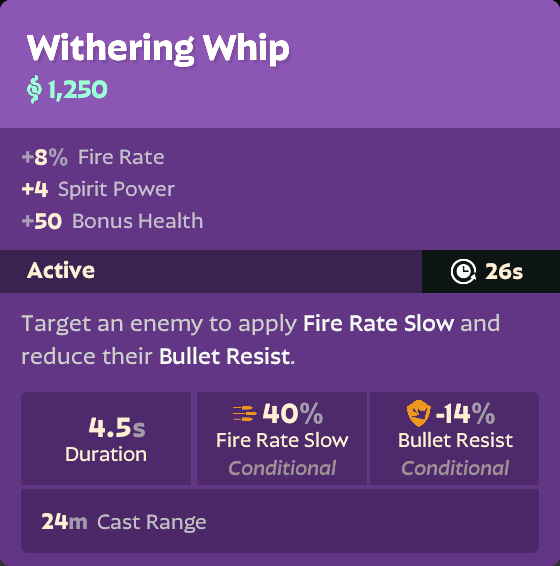 Withering Whip
1,250
+8% Fire Rate
+4 Spirit Power
+50 Bonus Health
Active 26s
Target an enemy to apply Fire Rate Slow and
reduce their Bullet Resist.
4.5s
Duration
40%
Fire Rate Slow
Conditional
-14%
Bullet Resist
Conditional
24m Cast Range